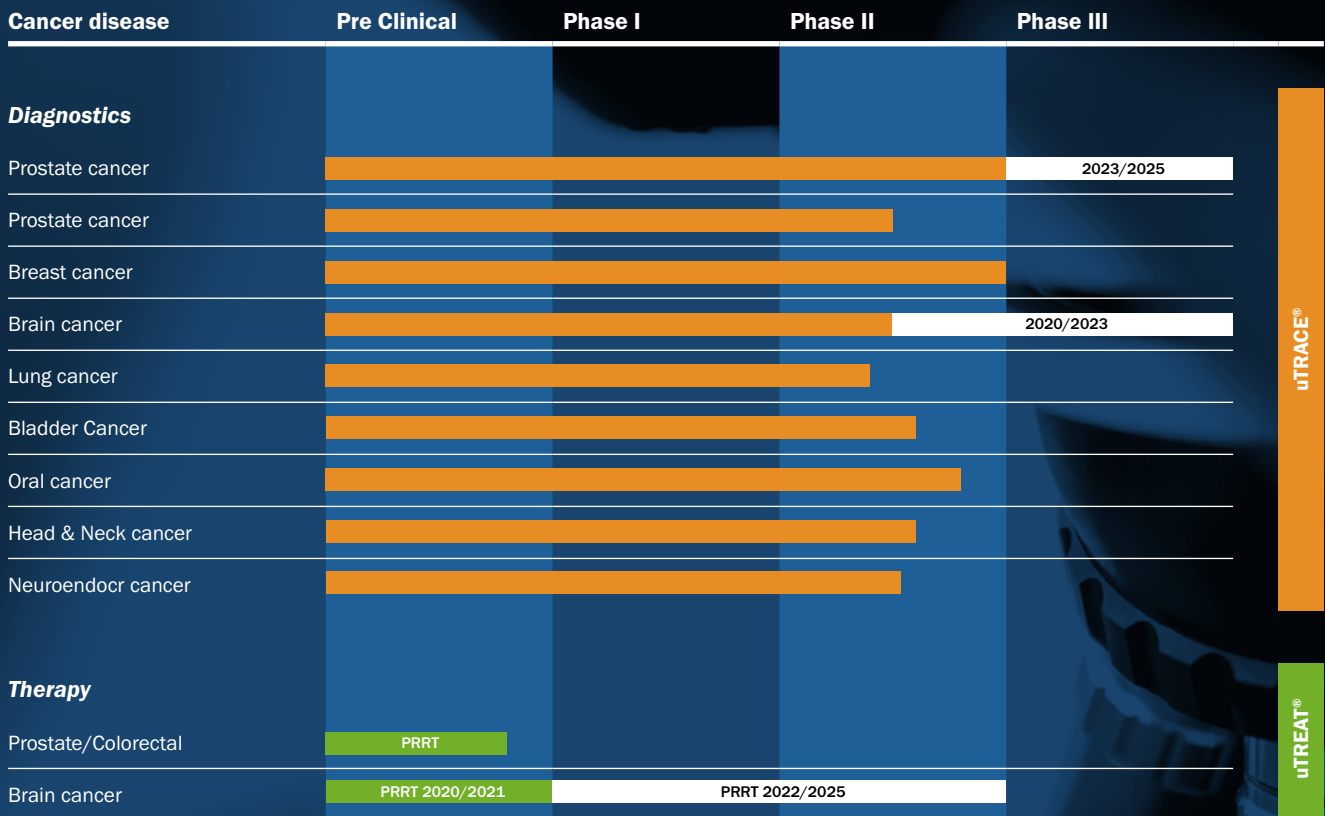 Cancer disease Pre Clinical Phase I Phase II Phase III
Diagnostics
Prostate cancer 2023/2025
Prostate cancer
Breast cancer
Brain cancer 2020/2023
Lung cancer
Bladder Cancer
Oral cancer
Head & Neck cancer
Neuroendocr cancer
uTRACE®
Therapy
Prostate/Colorectal PRRT
Brain cancer PRRT 2020/2021 PRRT 2022/2025
uTREAT®